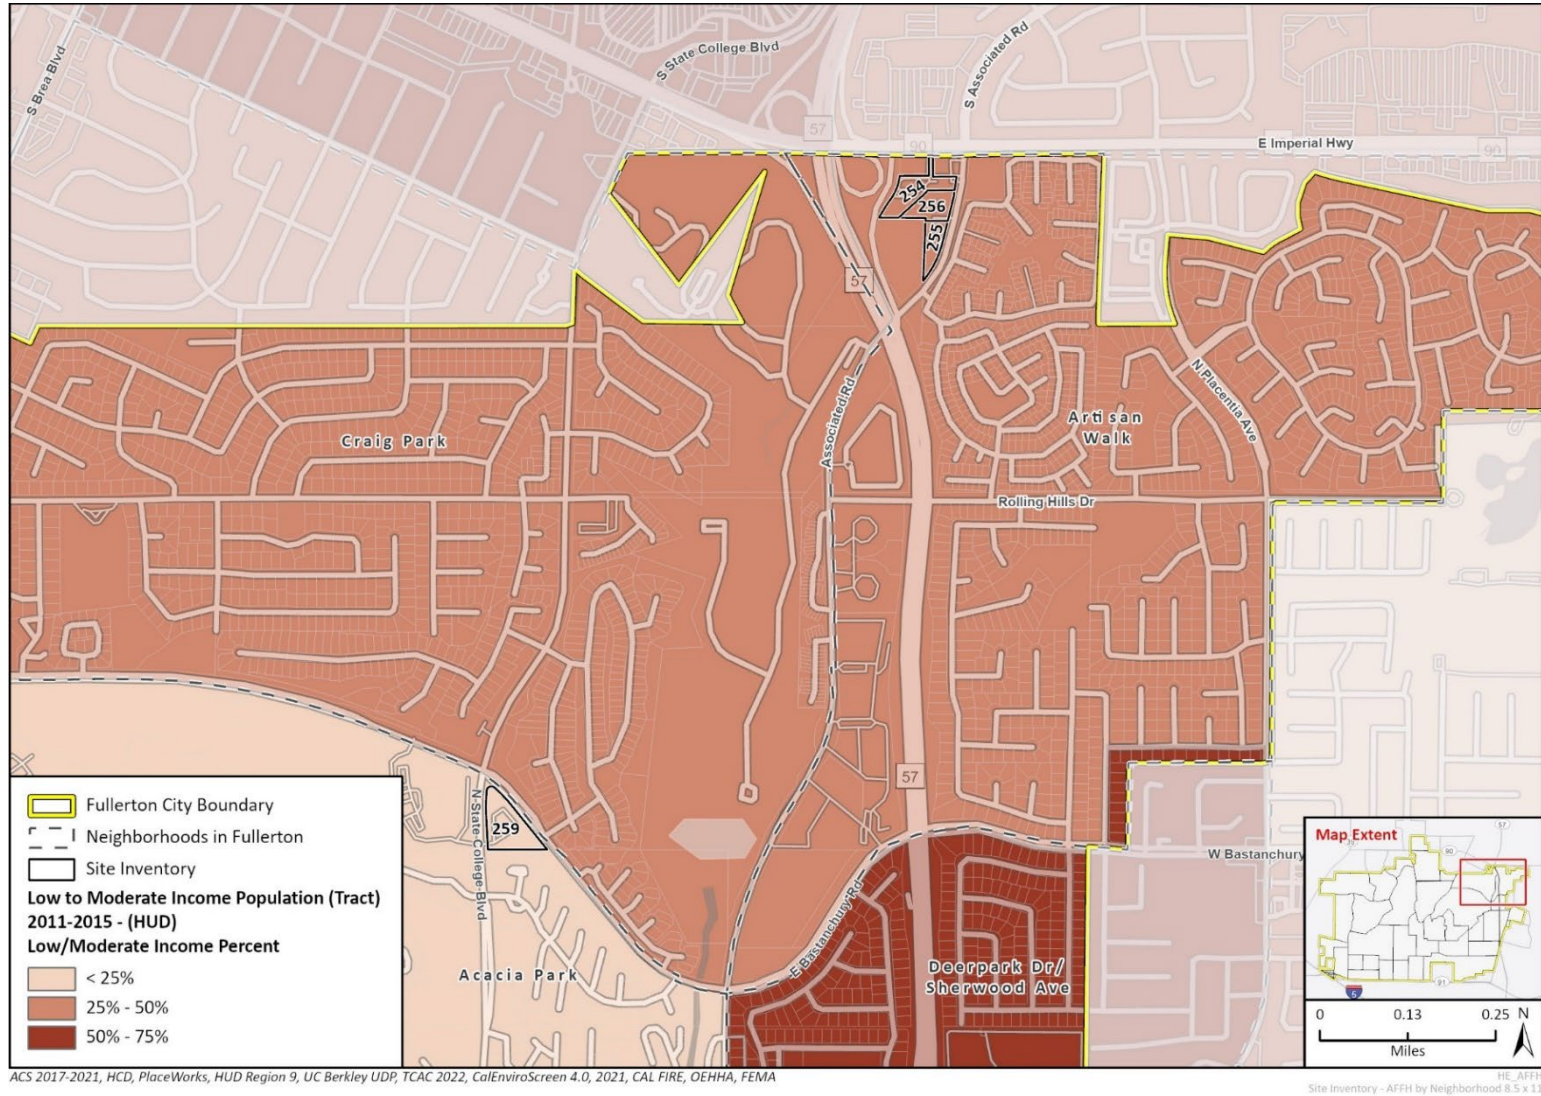 S Brea Blvd
S State College Blvd
S Associated Rd
57
90
E Imperial Hwy
90
254
256
255
57
N Placentia Ave
Craig Park
Associated Rd
Artisan
Walk
Rolling Hills Dr
57
N State College Blvd
259
W Bastanchury
E Bastanchury Rd
Acacia Park
Deerpark Dr/
Sherwood Ave
Fullerton City Boundary
Neighborhoods in Fullerton
Site Inventory
Low to Moderate Income Population (Tract)
2011-2015 - (HUD)
Low/Moderate Income Percent
< 25%
25% - 50%
50% - 75%
Map Extent
57
90
91
5
0 0.13 0.25 N
Miles
ACS 2017-2021, HCD, PlaceWorks, HUD Region 9, UC Berkley UDP, TCAC 2022, CalEnviroScreen 4.0, 2021, CAL FIRE, OEHHA, FEMA
HE_AFFH
Site Inventory - AFFH by Neighborhood 8.5 x 11